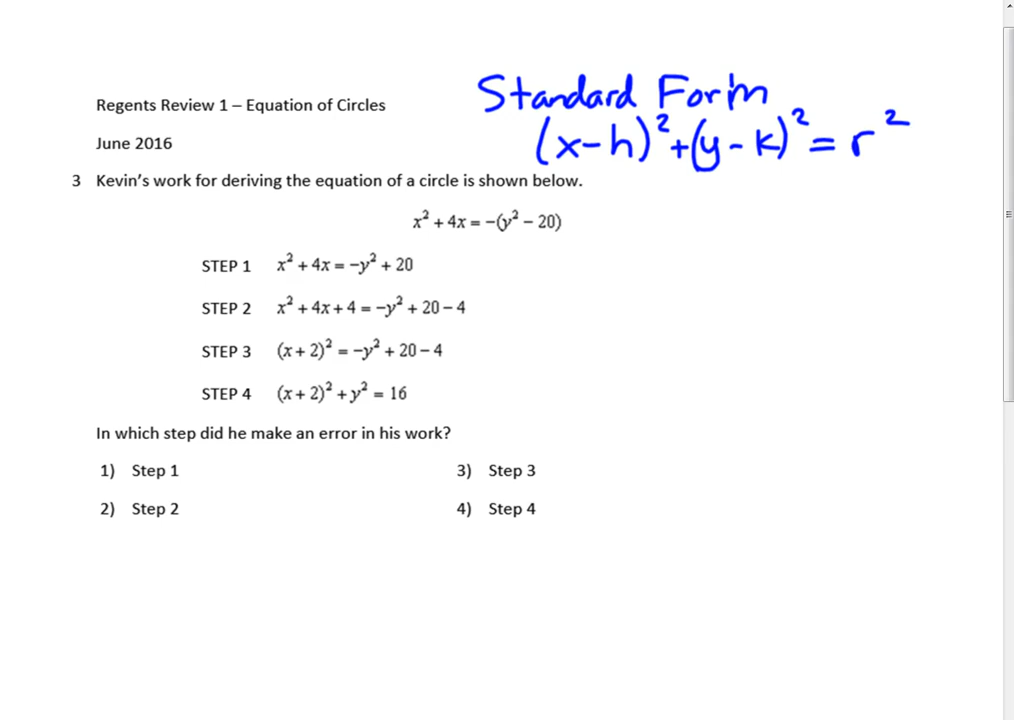 Standard Form
Regents Review 1 – Equation of Circles
(x-h)²+(y-k)²=r²
June 2016
3 Kevin's work for deriving the equation of a circle is shown below.
x² + 4x = −(y² − 20)
STEP 1 x² + 4x = −y² + 20
STEP 2 x² + 4x + 4 = −y² + 20 − 4
STEP 3 (x + 2)² = −y² + 20 − 4
STEP 4 (x + 2)² + y² = 16
In which step did he make an error in his work?
1) Step 1 3) Step 3
2) Step 2 4) Step 4